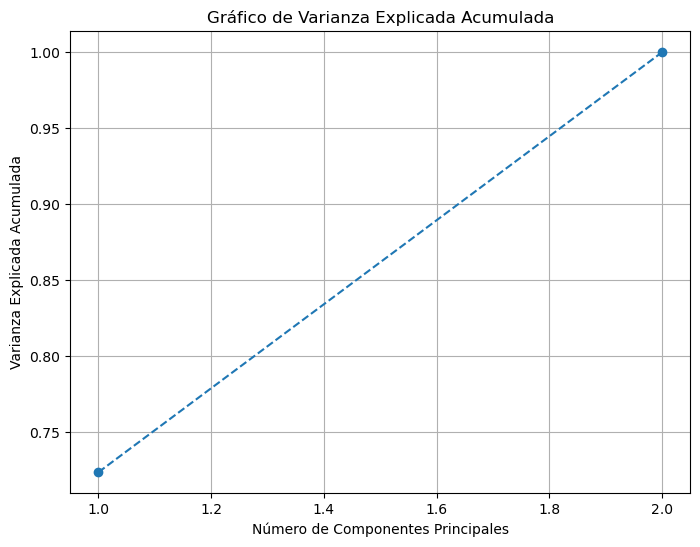 Gráfico de Varianza Explicada Acumulada
1.00
0.95
0.90
0.85
0.80
0.75
Varianza Explicada Acumulada
1.0 1.2 1.4 1.6 1.8 2.0
Número de Componentes Principales